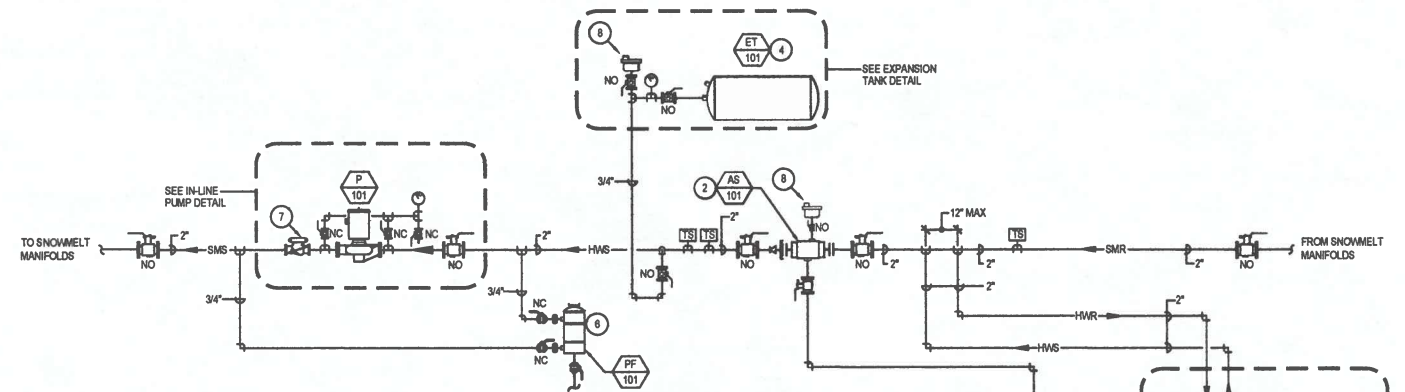 8
ET
101
4
NO
NO
SEE EXPANSION
TANK DETAIL
SEE IN-LINE
PUMP DETAIL
P
101
7
NC
NC
NC
3/4"
2
AS
101
8
NO
12" MAX
TO SNOWMELT
MANIFOLDS
NO
2"
SMS
NO
2"
HWS
TS
TS
2"
NO
NO
2"
2"
TS
SMR
2"
NO
FROM SNOWMELT
MANIFOLDS
NO
3/4"
3/4"
NC
6
NC
PF
101
2"
2"
HWR
HWS